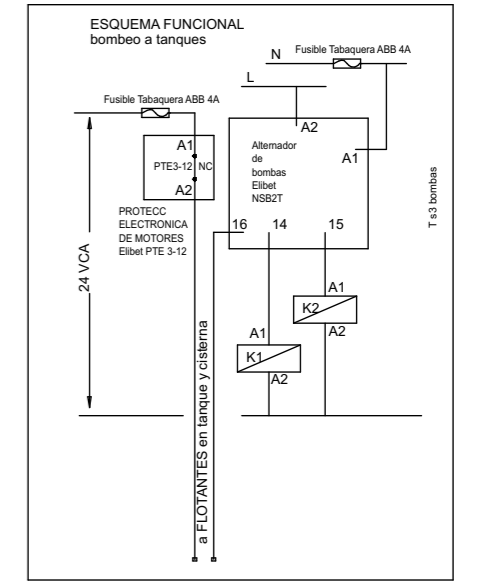 ESQUEMA FUNCIONAL
bombeo a tanques
N
Fusible Tabaquera ABB 4A
L
Fusible Tabaquera ABB 4A
A2
A1
Alternador
de
bombas
Elibet
NSB2T
A1
PTE3-12 NC
A2
PROTECC
ELECTRONICA
DE MOTORES
Elibet PTE 3-12
16 14 15
24 VCA
a FLOTANTES en tanque y cisterna
A1
K2
A2
A1
K1
A2
T s3 bombas